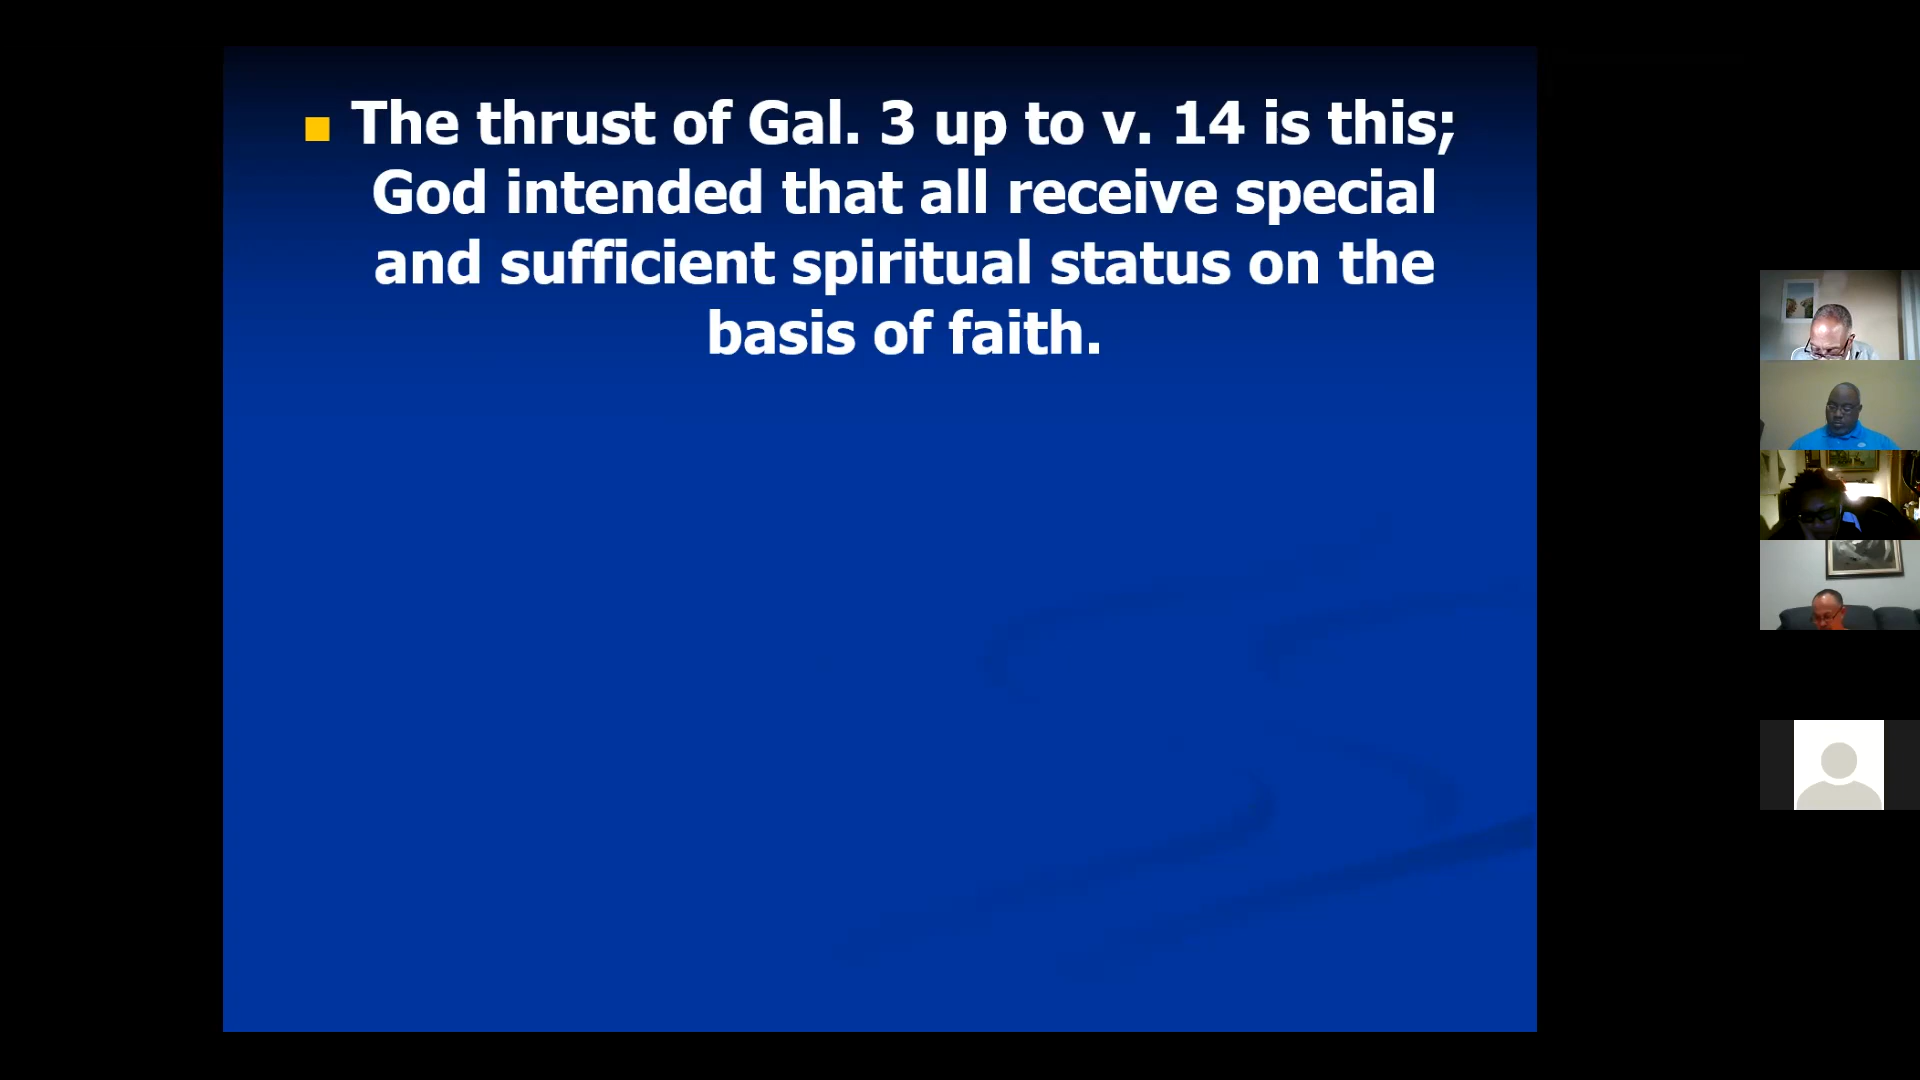 The thrust of Gal. 3 up to v. 14 is this;
God intended that all receive special
and sufficient spiritual status on the
basis of faith.